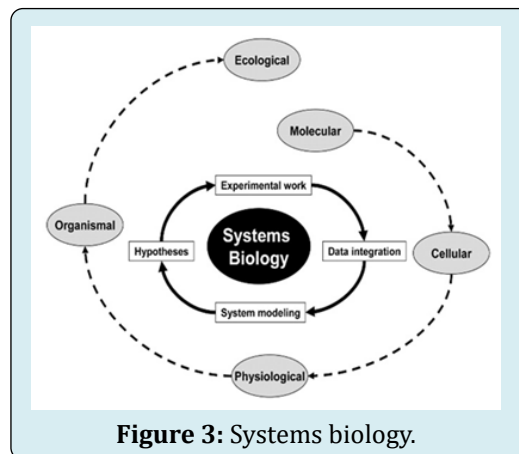 Ecological
Molecular
Experimental work
Organismal
Systems
Biology
Hypotheses
Data integration
Cellular
System modeling
Physiological
Figure 3: Systems biology.